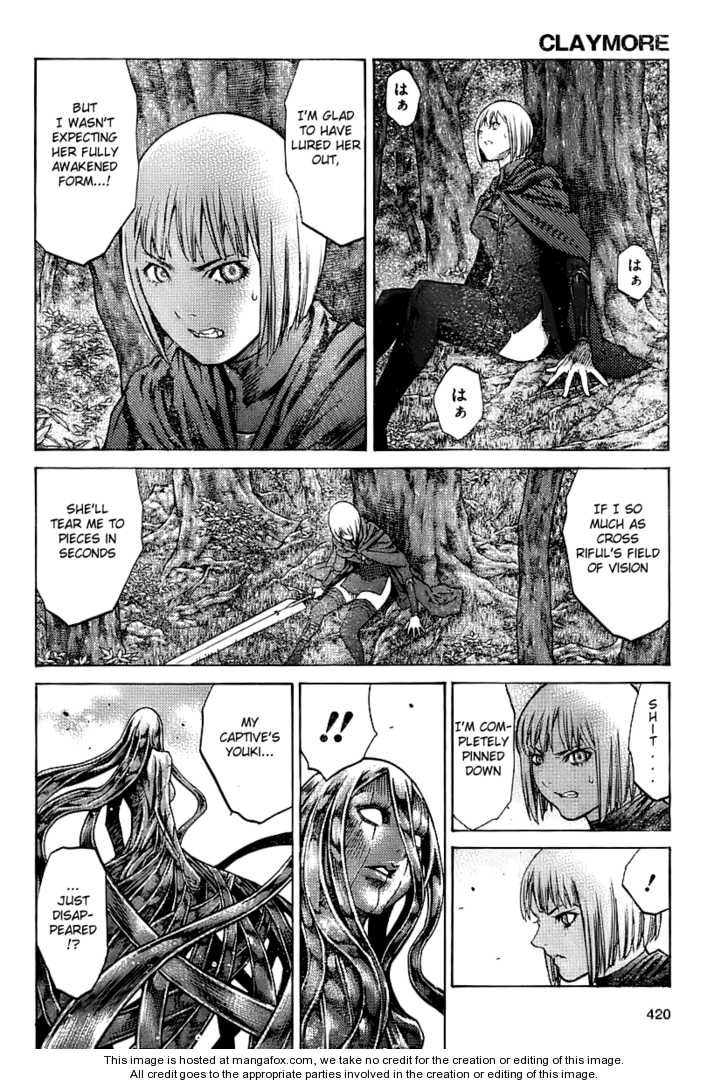 CLAYMORE
はぁ
はぁ
はぁ
I'M GLAD
TO HAVE
LURED HER
OUT,
BUT
I WASN'T
EXPECTING
HER FULLY
AWAKENED
FORM...!
IF I SO
MUCH AS
CROSS
RIFUL'S FIELD
OF VISION
SHE'LL
TEAR ME TO
PIECES IN
SECONDS
SHIT...
I'M COM-
PLETELY
PINNED
DOWN
!
!!
MY
CAPTIVE'S
YOUKI...
...
JUST
DISAP-
PEARED
!?
420
This image is hosted at mangafox.com, we take no credit for the creation or editing of this image.
All credit goes to the appropriate parties involved in the creation or editing of this image.